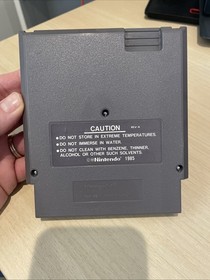 CAUTION REV-A
● DO NOT STORE IN EXTREME TEMPERATURES.
● DO NOT IMMERSE IN WATER.
● DO NOT CLEAN WITH BENZENE, THINNER,
ALCOHOL OR OTHER SUCH SOLVENTS.
©Nintendo 1985